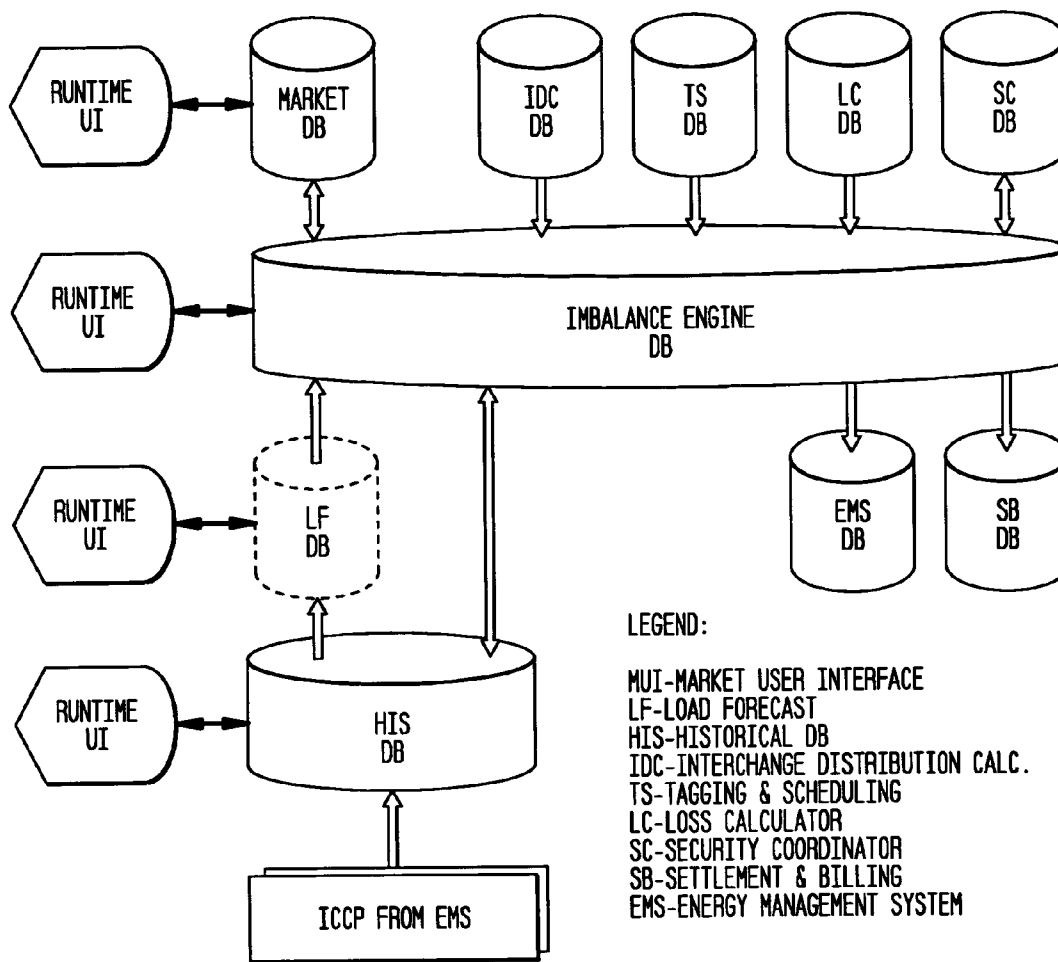 RUNTIME
UI
MARKET
DB
IDC
DB
TS
DB
LC
DB
SC
DB
RUNTIME
UI
IMBALANCE ENGINE
DB
RUNTIME
UI
LF
DB
EMS
DB
SB
DB
RUNTIME
UI
HIS
DB
ICCP FROM EMS
LEGEND:
MUI-MARKET USER INTERFACE
LF-LOAD FORECAST
HIS-HISTORICAL DB
IDC-INTERCHANGE DISTRIBUTION CALC.
TS-TAGGING & SCHEDULING
LC-LOSS CALCULATOR
SC-SECURITY COORDINATOR
SB-SETTLEMENT & BILLING
EMS-ENERGY MANAGEMENT SYSTEM